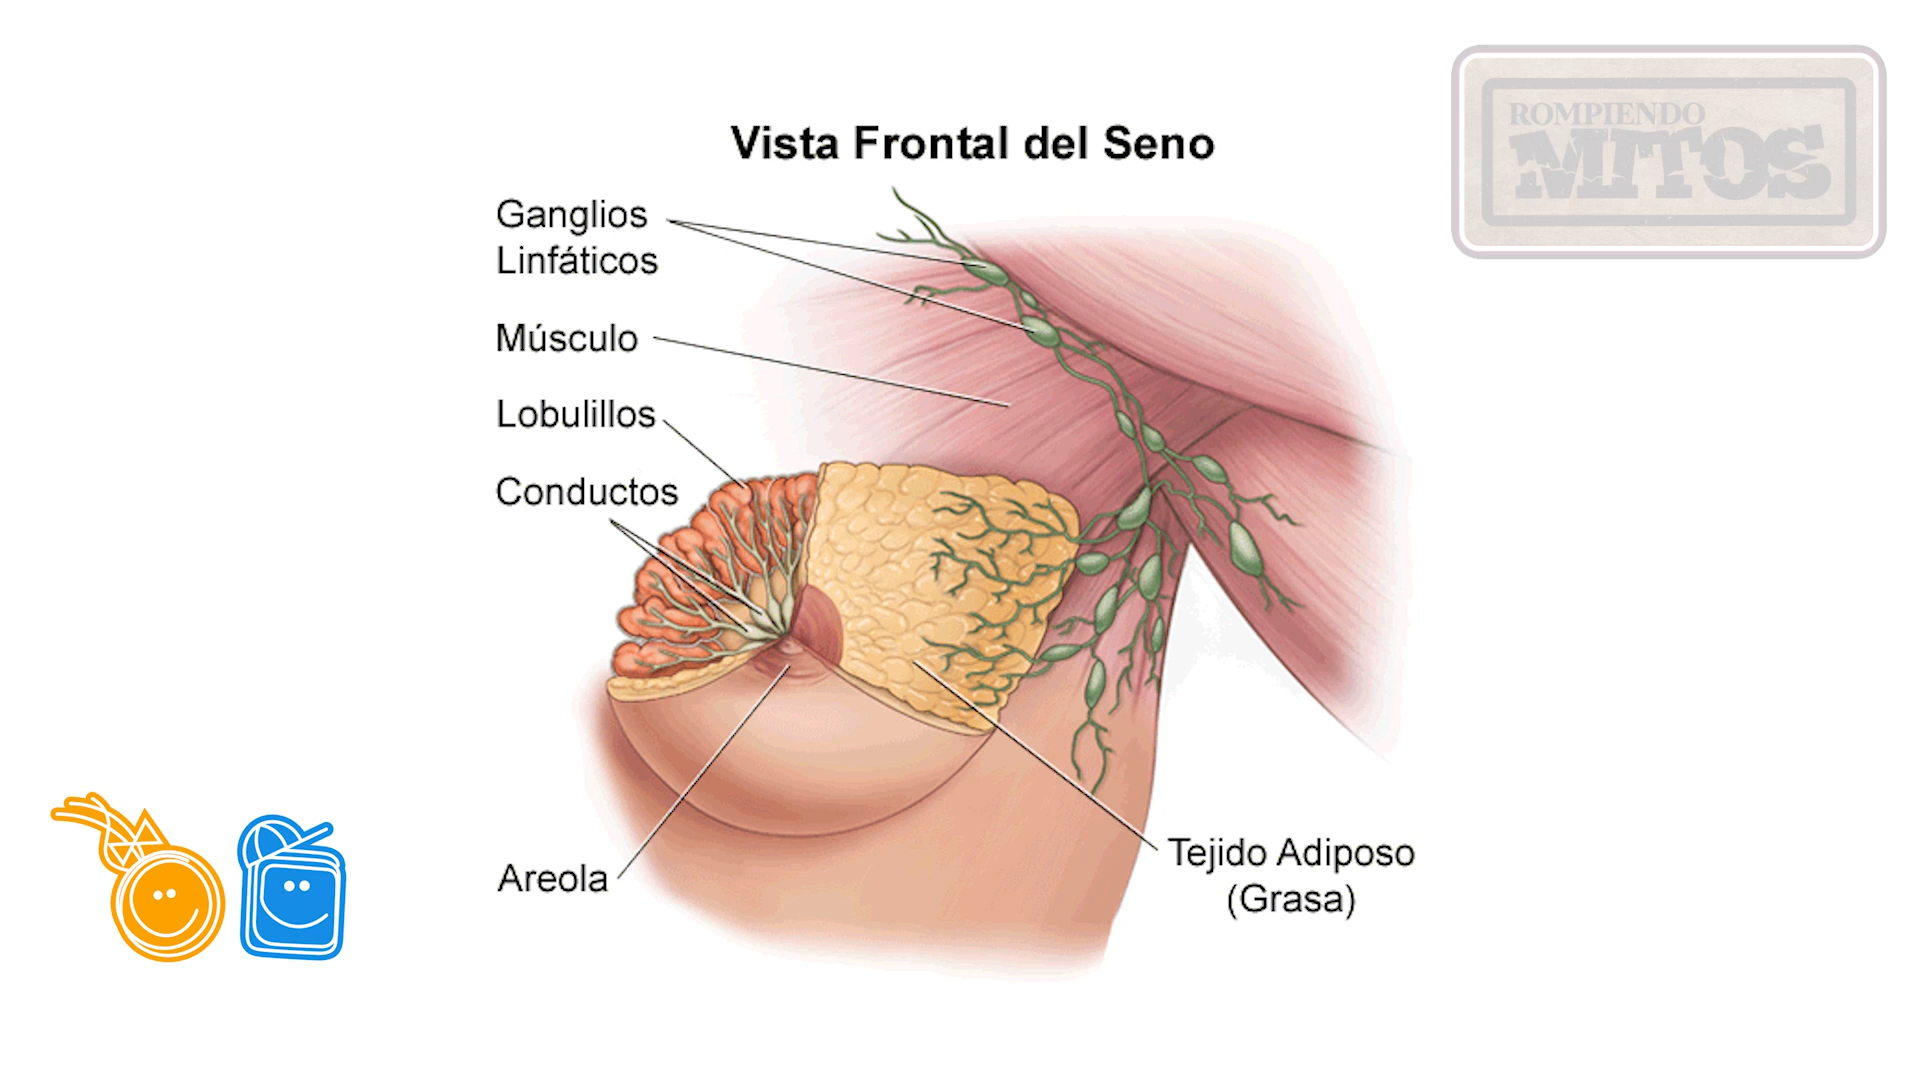 ROMPIENDO
MITOS
Vista Frontal del Seno
Ganglios
Linfáticos
Músculo
Lobulillos
Conductos
Areola
Tejido Adiposo
(Grasa)